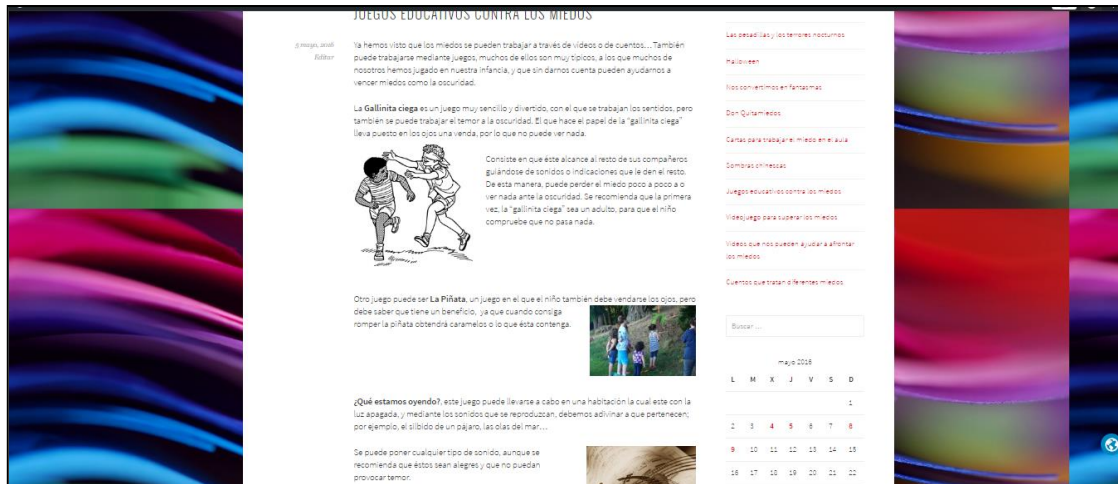 JUEGOS EDUCATIVOS CONTRA LOS MIEDOS
5 mayo, 2016
Editor
Ya hemos visto que los miedos se pueden trabajar a través de videos o de cuentos... También
puede trabajarse mediante juegos, muchos de ellos son muy típicos, a los que muchos de
nosotros hemos jugado en nuestra infancia, y que sin darnos cuenta pueden ayudarnos a
vencer miedos como la oscuridad.
La Gallinita ciega es un juego muy sencillo y divertido, con el que se trabajan los sentidos, pero
también se puede trabajar el temor a la oscuridad. El que hace el papel de la "gallinita ciega"
lleva puesto en los ojos una venda, por lo que no puede ver nada.
Consiste en que éste alcance al resto de sus compañeros
guiándose de sonidos o indicaciones que le den el resto.
De esta manera, puede perder el miedo poco a poco a o
ver nada ante la oscuridad. Se recomienda que la primera
vez, la "gallinita ciega" sea un adulto, para que el niño
compruebe que no pasa nada.
Otro juego puede ser La Piñata, un juego en el que el niño también debe vendarse los ojos, pero
debe saber que tiene un beneficio, ya que cuando consiga
romper la piñata obtendrá caramelos o lo que ésta contenga.
¿Qué estamos oyendo?, este juego puede llevarse a cabo en una habitación la cual este con la
luz apagada, y mediante los sonidos que se reproduzcan, debemos adivinar a que pertenecen;
por ejemplo, el silbido de un pájaro, las olas del mar...
Se puede poner cualquier tipo de sonido, aunque se
recomienda que éstos sean alegres y que no puedan
provocar temor.
Las pesadillas y los terrores nocturnos
Halloween
Nos convertimos en fantasmas
Don Quitamiedos
Cartas para trabajar el miedo en el aula
Sombras chinescas
Juegos educativos contra los miedos
Videojuego para superar los miedos
Videos que nos pueden ayudar a afrontar
los miedos
Cuentos que tratan diferentes miedos
Buscar ...
mayo 2016
L M X J V S D
1
2 3 4 5 6 7 8
9 10 11 12 13 14 15
16 17 18 19 20 21 22